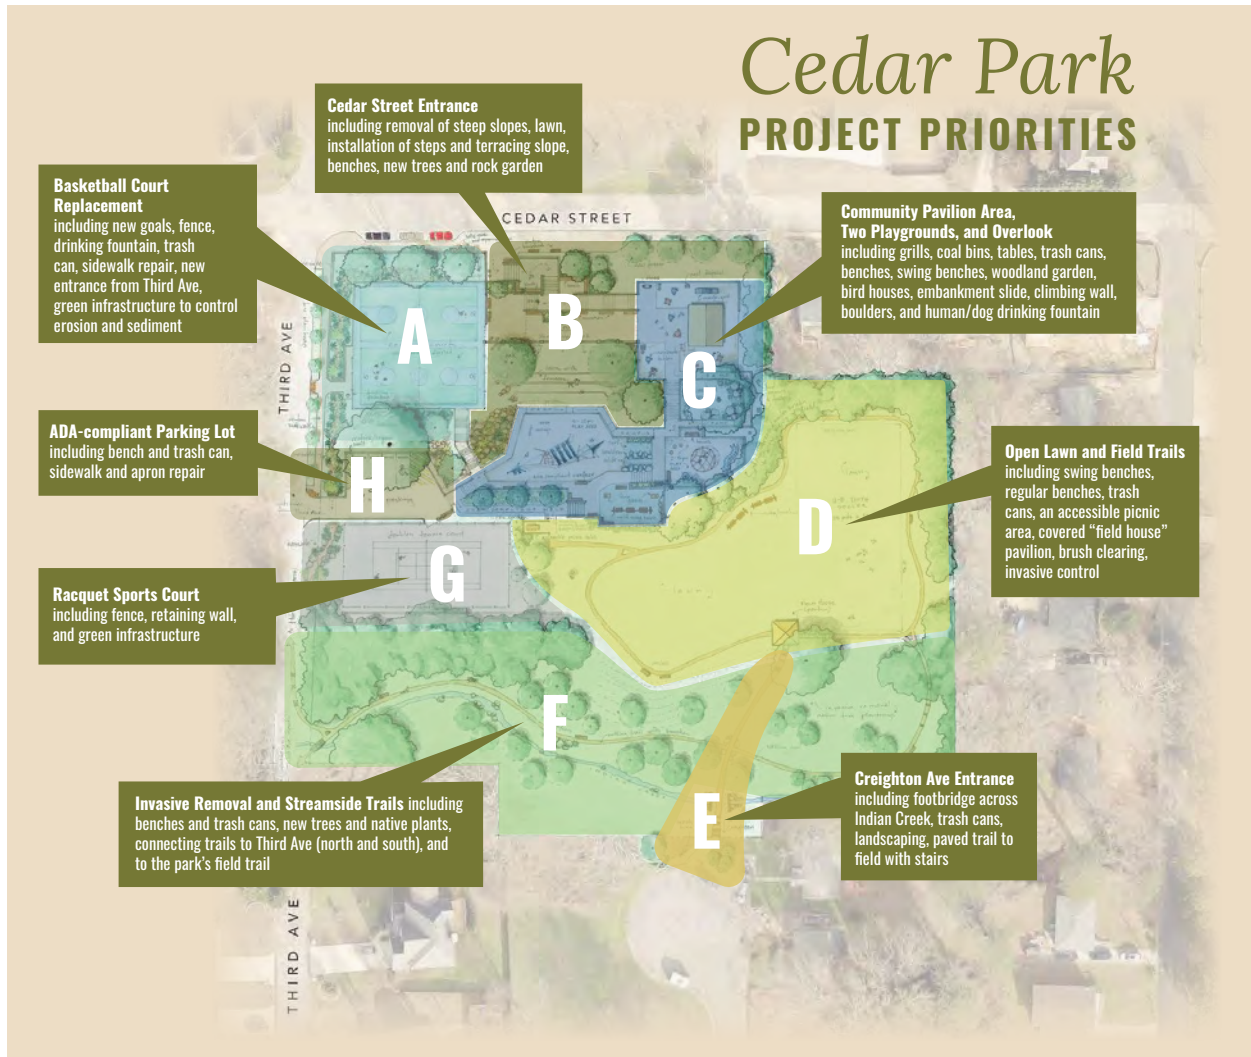 Cedar Park
PROJECT PRIORITIES
Cedar Street Entrance
including removal of steep slopes, lawn,
installation of steps and terracing slope,
benches, new trees and rock garden
Basketball Court
Replacement
including new goals, fence,
drinking fountain, trash
can, sidewalk repair, new
entrance from Third Ave,
green infrastructure to control
erosion and sediment
Community Pavilion Area,
Two Playgrounds, and Overlook
including grills, coal bins, tables, trash cans,
benches, swing benches, woodland garden,
bird houses, embankment slide, climbing wall,
boulders, and human/dog drinking fountain
CEDAR STREET
THIRD AVE
A
B
C
ADA-compliant Parking Lot
including bench and trash can,
sidewalk and apron repair
H
Open Lawn and Field Trails
including swing benches,
regular benches, trash
cans, an accessible picnic
area, covered “field house”
pavilion, brush clearing,
invasive control
D
Racquet Sports Court
including fence, retaining wall,
and green infrastructure
G
F
Invasive Removal and Streamside Trails including
benches and trash cans, new trees and native plants,
connecting trails to Third Ave (north and south), and
to the park’s field trail
E
Creighton Ave Entrance
including footbridge across
Indian Creek, trash cans,
landscaping, paved trail to
field with stairs
THIRD AVE